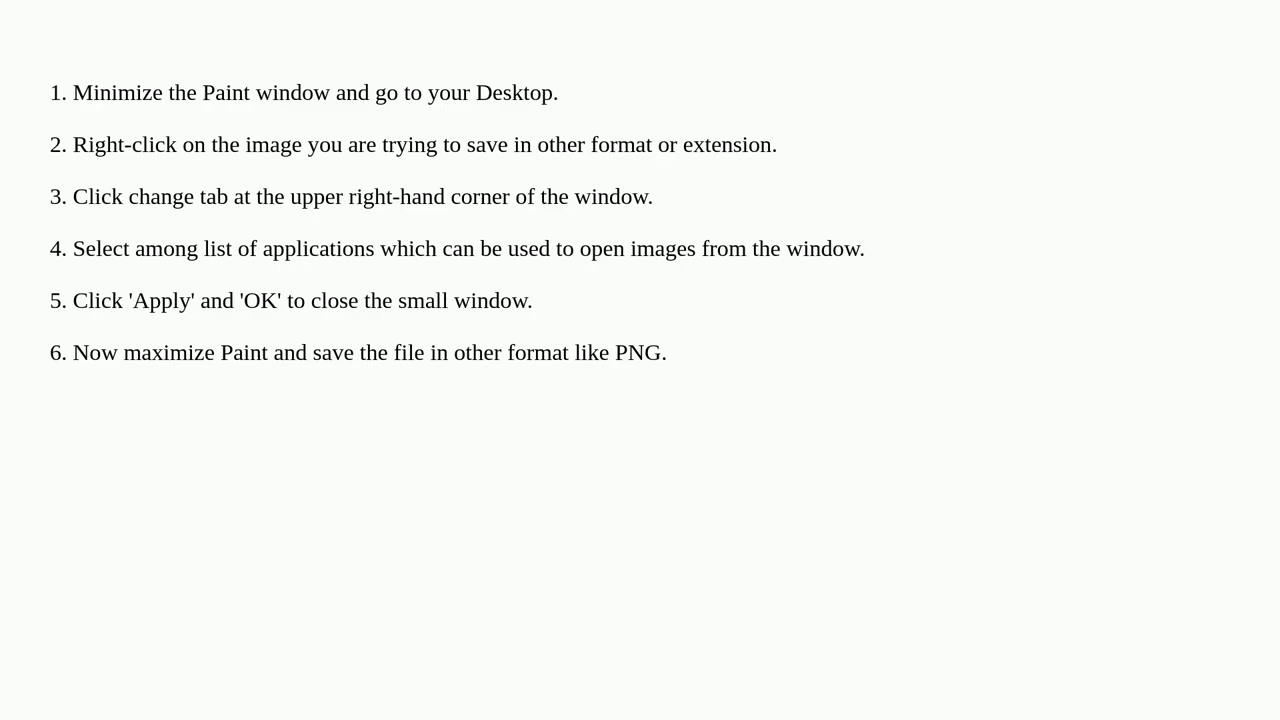 1. Minimize the Paint window and go to your Desktop.
2. Right-click on the image you are trying to save in other format or extension.
3. Click change tab at the upper right-hand corner of the window.
4. Select among list of applications which can be used to open images from the window.
5. Click 'Apply' and 'OK' to close the small window.
6. Now maximize Paint and save the file in other format like PNG.